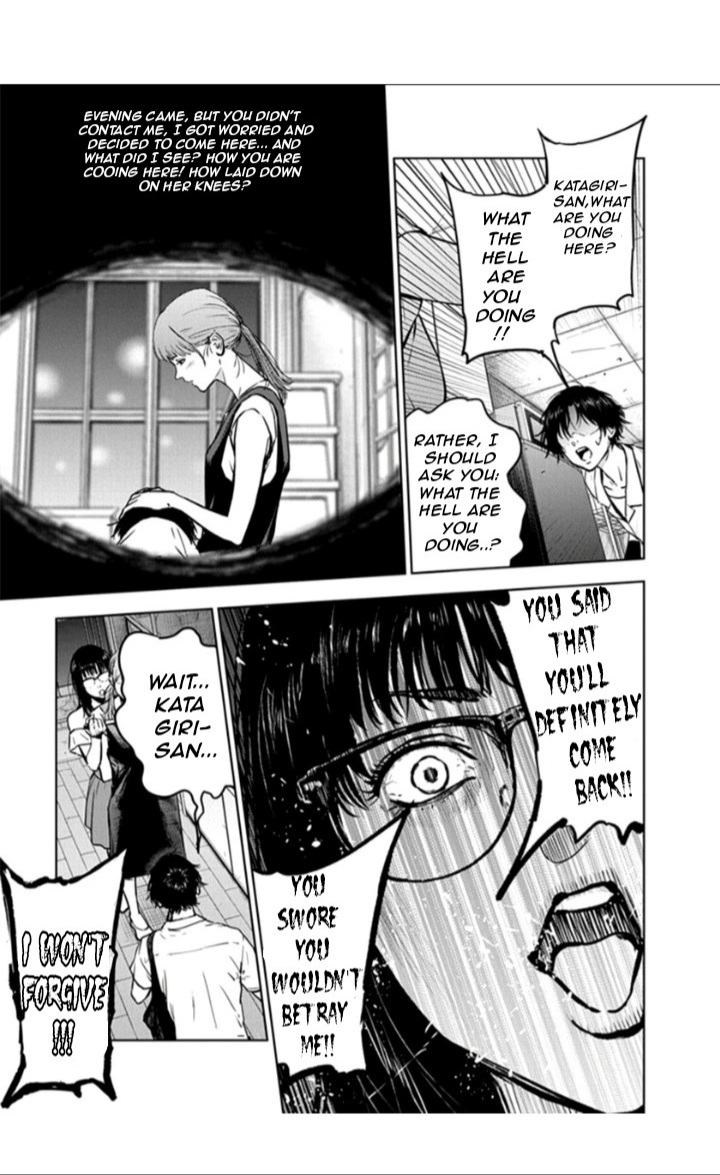 KATAGIRI-
SAN,WHAT
ARE YOU
DOING
HERE?
WHAT
THE
HELL
ARE
YOU
DOING
!!
RATHER, I
SHOULD
ASK YOU:
WHAT THE
HELL ARE
YOU
DOING..?
EVENING CAME, BUT YOU DIDN'T
CONTACT ME, I GOT WORRIED AND
DECIDED TO COME HERE... AND
WHAT DID I SEE? HOW YOU ARE
COOING HERE! HOW LAID DOWN
ON HER KNEES?
YOU SAID
THAT
YOU'LL
DEFINITELY
COME
BACK!!
YOU
SWORE
YOU
WOULDN'T
BETRAY
ME!!
WAIT...
KATA
GIRI-
SAN...
I WON'T
FORGIVE
!!!